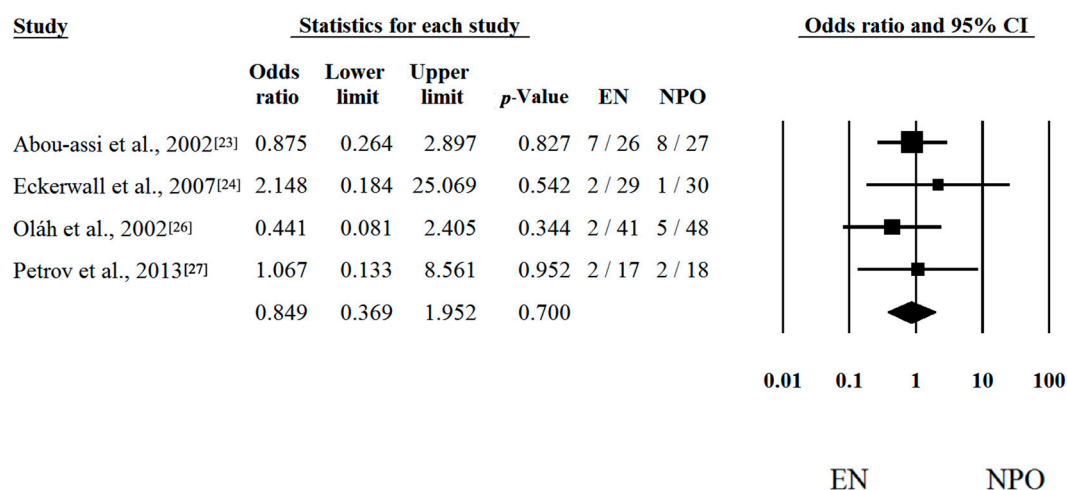 Study Statistics for each study Odds ratio and 95% CI
Odds Lower Upper
ratio limit limit p-Value EN NPO
Abou-assi et al., 2002[23] 0.875 0.264 2.897 0.827 7 / 26 8 / 27
Eckerwall et al., 2007[24] 2.148 0.184 25.069 0.542 2 / 29 1 / 30
Oláh et al., 2002[26] 0.441 0.081 2.405 0.344 2 / 41 5 / 48
Petrov et al., 2013[27] 1.067 0.133 8.561 0.952 2 / 17 2 / 18
0.849 0.369 1.952 0.700
0.01 0.1 1 10 100
EN NPO